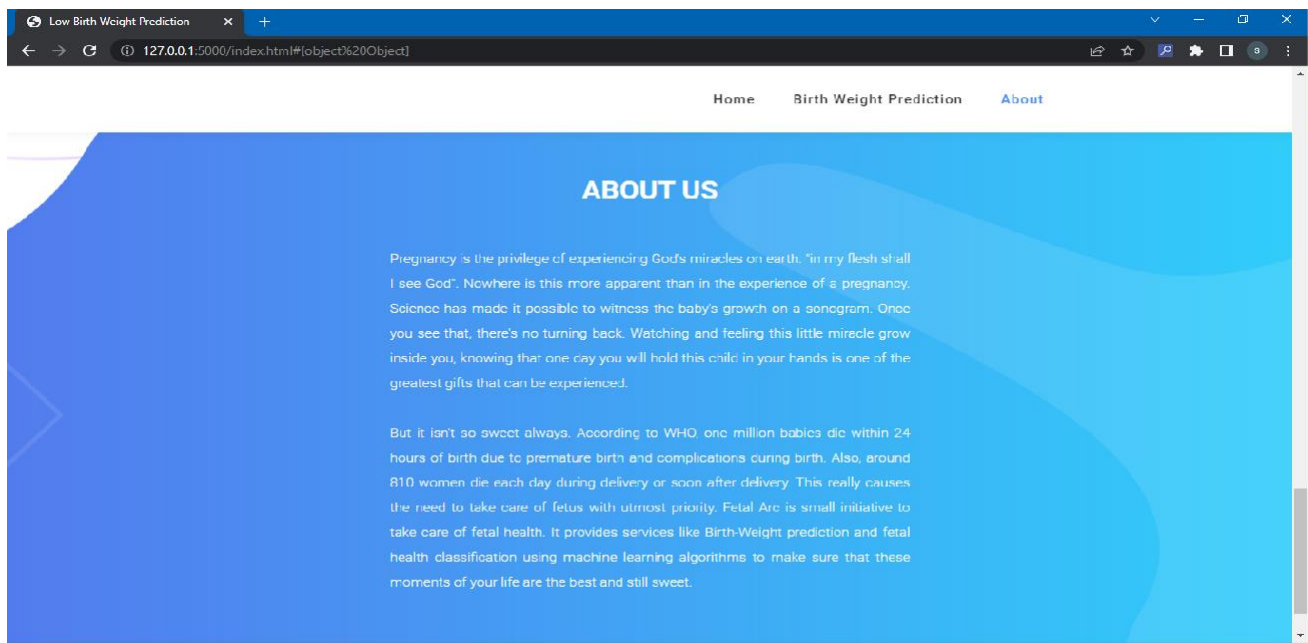 Low Birth Weight Prediction
127.0.0.1:5000/index.html#[object%20Object]
s
Home Birth Weight Prediction About
ABOUT US
Pregnancy is the privilege of experiencing God's miracles on earth, "in my flesh shall
I see God". Nowhere is this more apparent than in the experience of a pregnancy.
Science has made it possible to witness the baby's growth on a sonogram. Once
you see that, there's no turning back. Watching and feeling this little miracle grow
inside you, knowing that one day you will hold this child in your hands is one of the
greatest gifts that can be experienced.
But it isn't so sweet always. According to WHO, one million babies die within 24
hours of birth due to premature birth and complications during birth. Also, around
810 women die each day during delivery or soon after delivery. This really causes
the need to take care of fetus with utmost priority. Fetal Arc is small initiative to
take care of fetal health. It provides services like Birth-Weight prediction and fetal
health classification using machine learning algorithms to make sure that these
moments of your life are the best and still sweet.